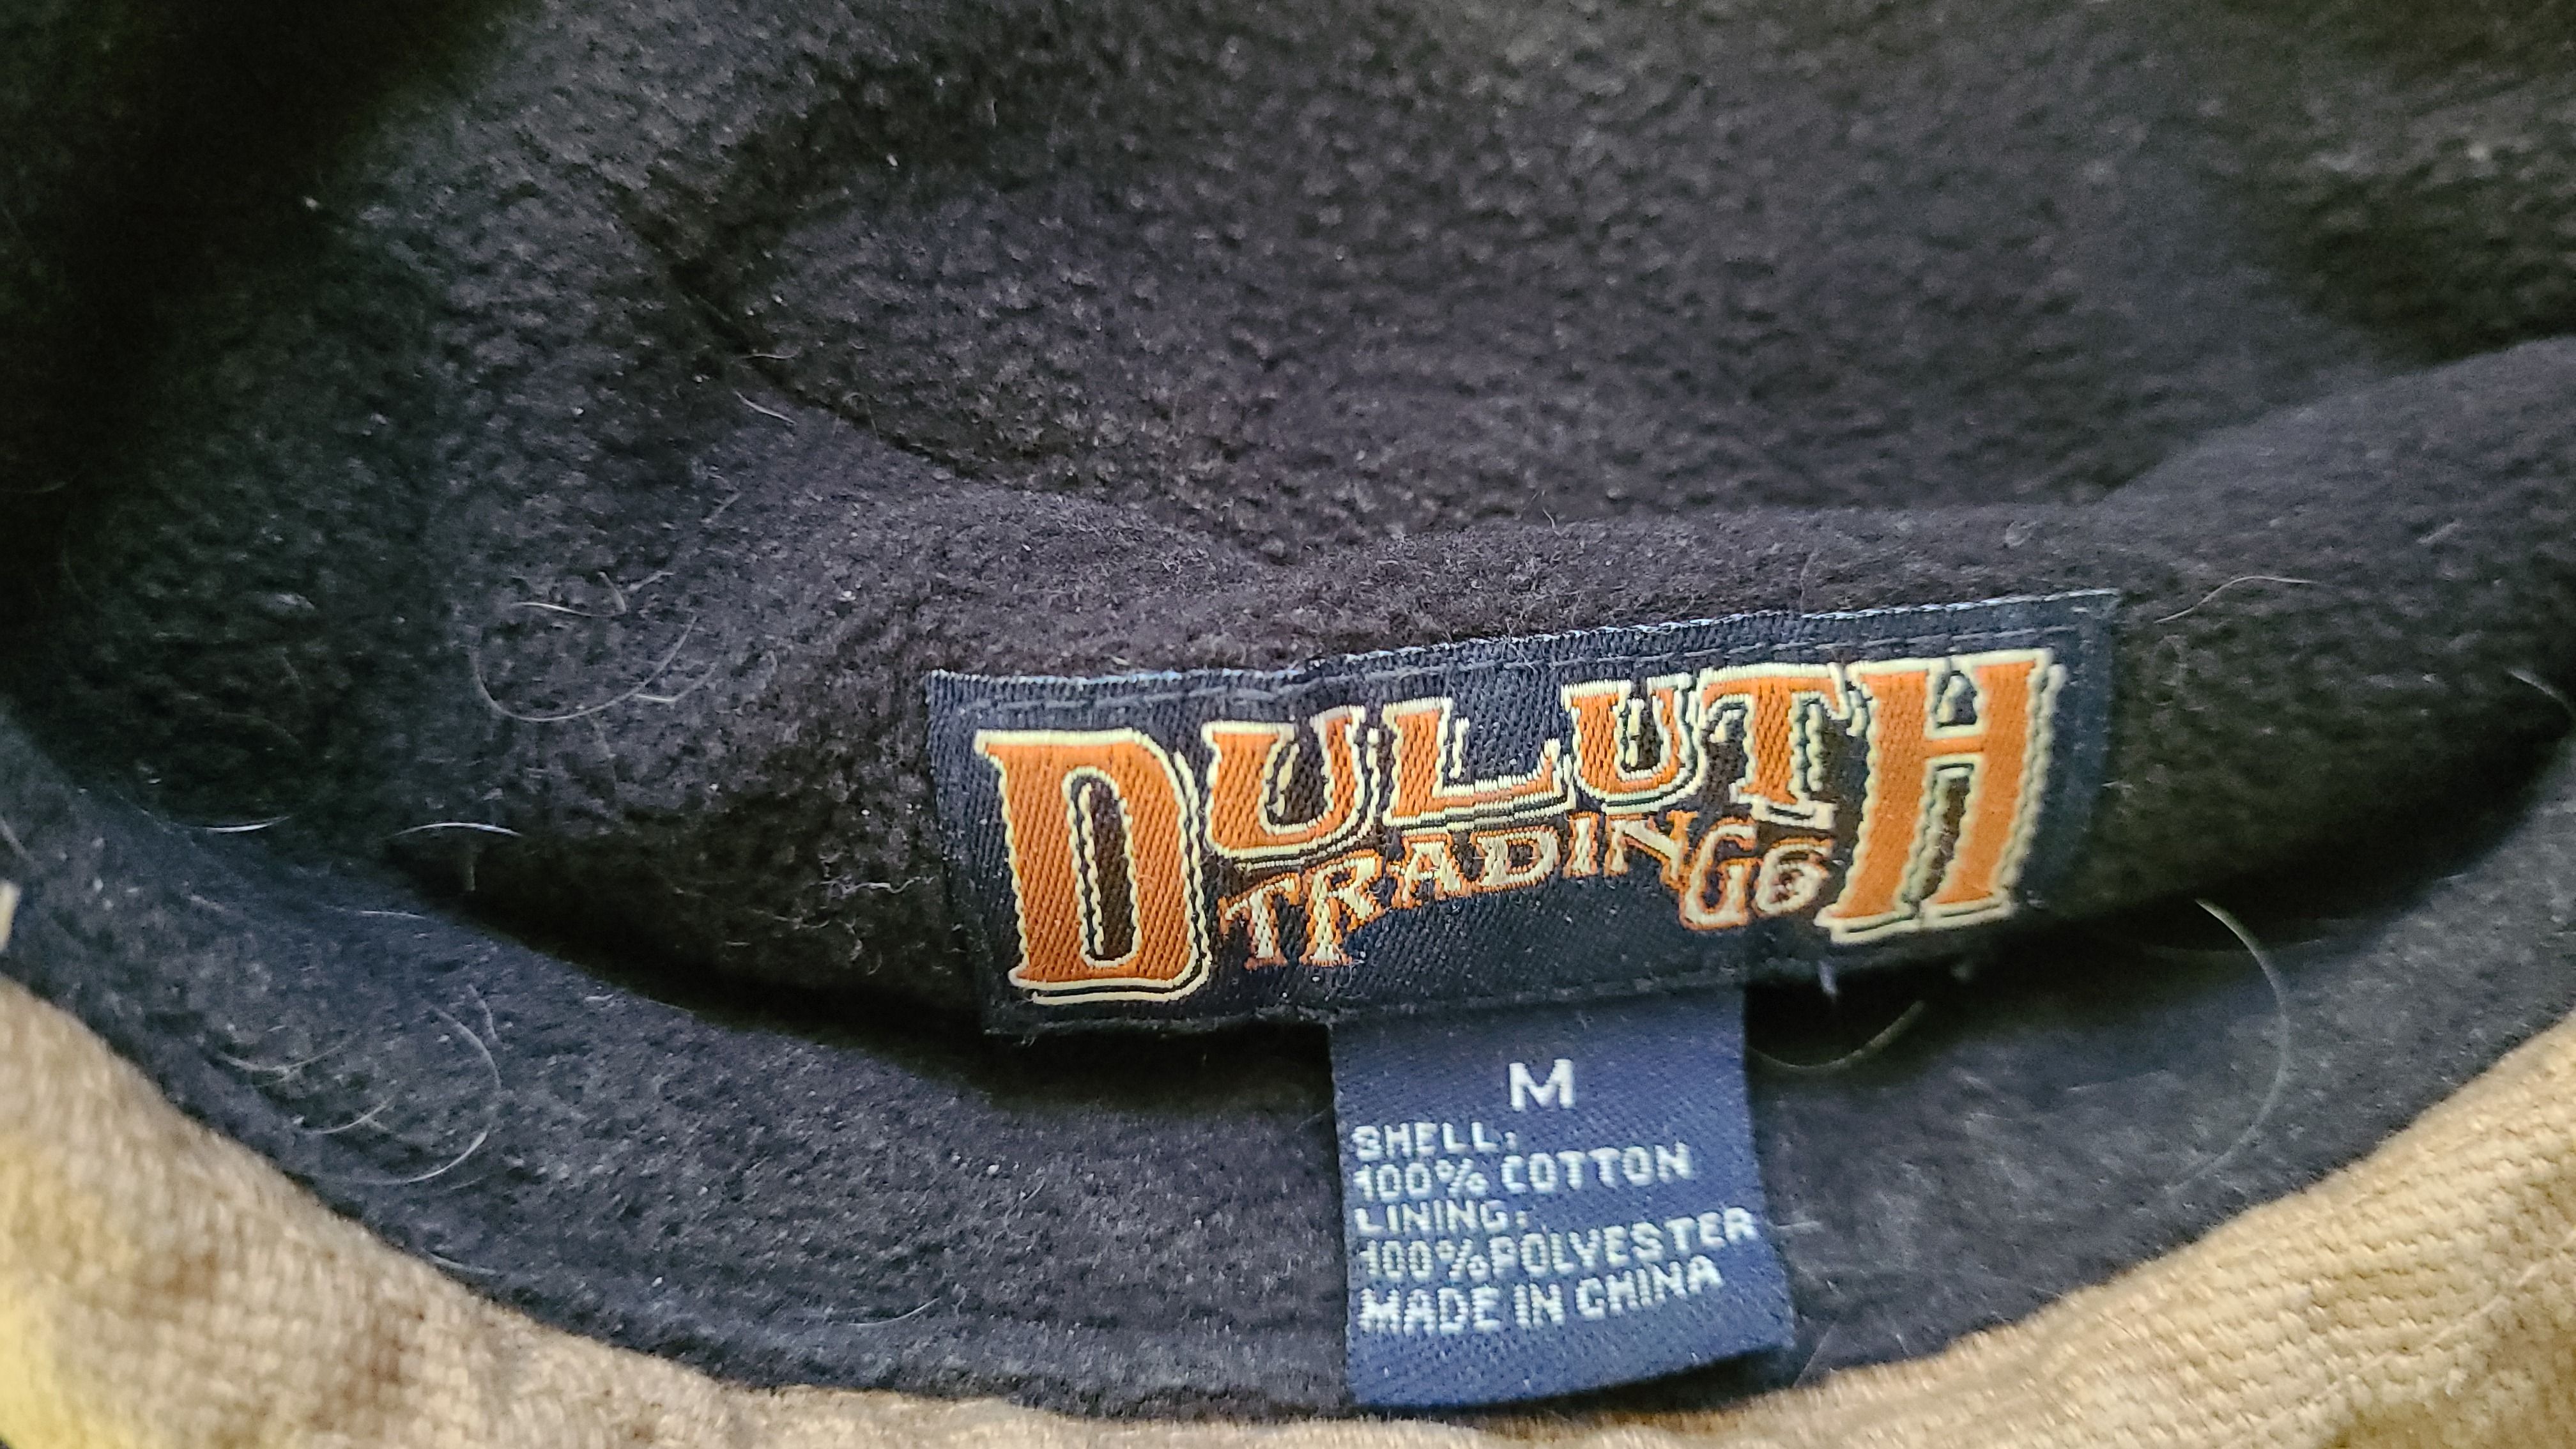 DULUTH
TRADING CO
M
SHELL:
100% COTTON
LINING:
100% POLYESTER
MADE IN CHINA